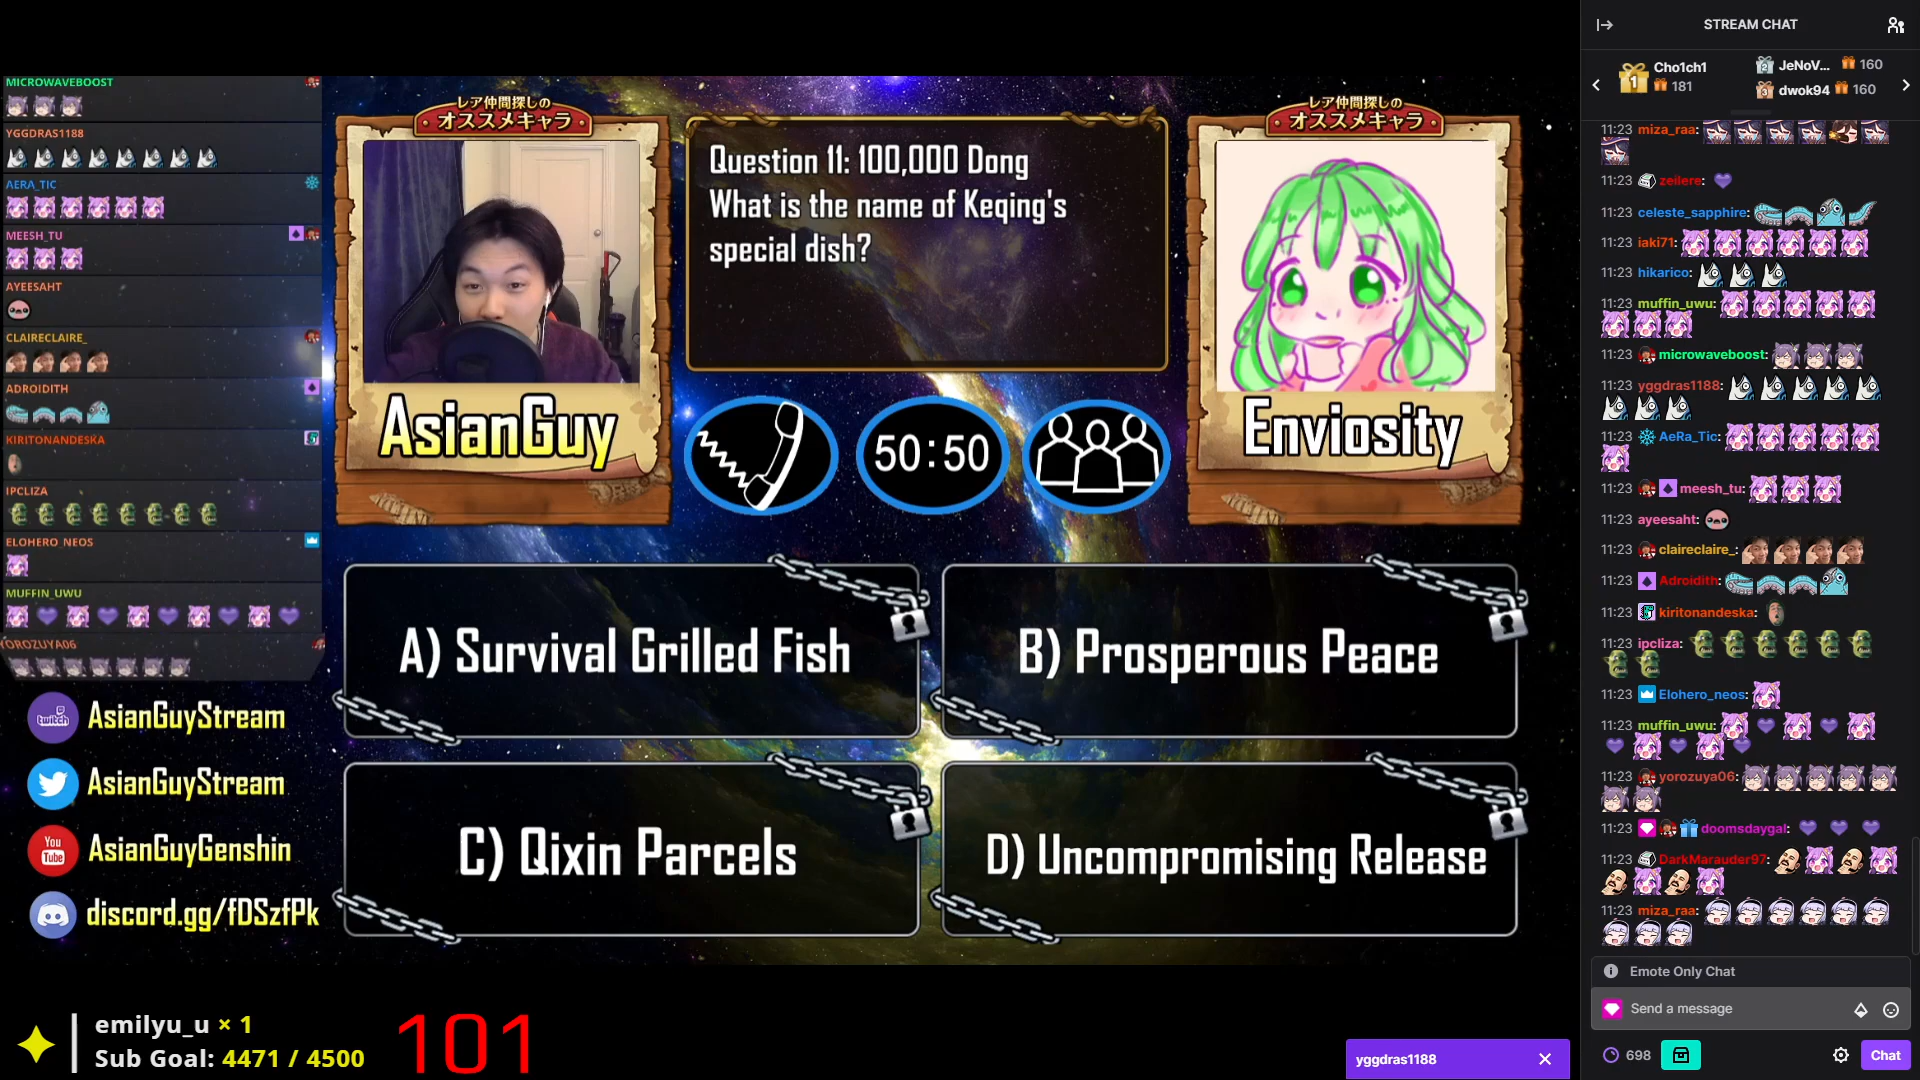 MICROWAVEBOOST
YGGDRAS1188
AERA_TIC
MEESH_TU
AYEESAHT
CLAIRECLAIRE_
ADROIDITH
KIRITONANDESKA
IPCLIZA
ELOHERO_NEOS
MUFFIN_UWU
YOROZUYA06
twitch
AsianGuyStream
AsianGuyStream
You
Tube
AsianGuyGenshin
discord.gg/fDSzfPk
レア仲間探しの
オススメキャラ
AsianGuy
Question 11: 100,000 Dong
What is the name of Keqing's
special dish?
50:50
レア仲間探しの
オススメキャラ
Enviosity
A) Survival Grilled Fish
B) Prosperous Peace
C) Qixin Parcels
D) Uncompromising Release
emilyu_u × 1
Sub Goal: 4471 / 4500
101
yggdras1188
STREAM CHAT
1
Cho1ch1
181
2
JeNoV... 160
3
dwok94 160
11:23 miza_raa:
11:23 zeilere:
11:23 celeste_sapphire:
11:23 iaki71:
11:23 hikarico:
11:23 muffin_uwu:
11:23 microwaveboost:
11:23 yggdras1188:
11:23 AeRa_Tic:
11:23 meesh_tu:
11:23 ayeesaht:
11:23 claireclaire_:
11:23 Adroidith:
11:23 kiritonandeska:
11:23 ipcliza:
11:23 Elohero_neos:
11:23 muffin_uwu:
11:23 yorozuya06:
11:23 doomsdaygal:
11:23 DarkMarauder97:
11:23 miza_raa:
Emote Only Chat
Send a message
698
Chat